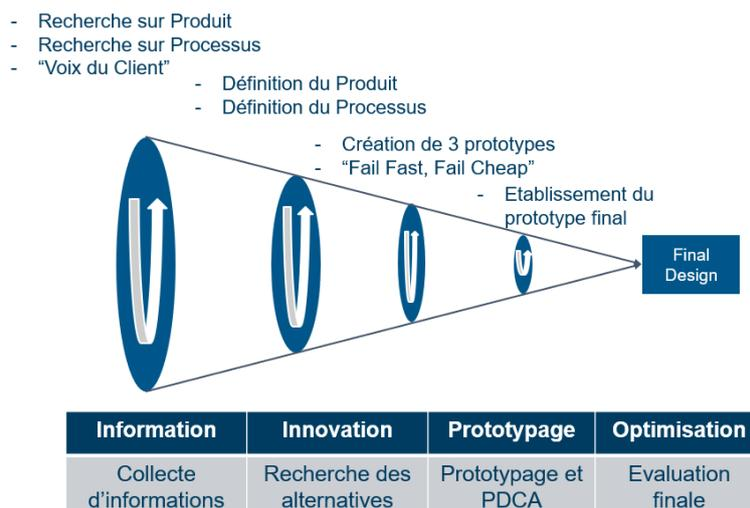 - Recherche sur Produit
- Recherche sur Processus
- “Voix du Client”
- Définition du Produit
- Définition du Processus
- Création de 3 prototypes
- “Fail Fast, Fail Cheap”
- Etablissement du
prototype final
Final
Design
Information Innovation Prototypage Optimisation
Collecte Recherche des Prototypage et Evaluation
d’informations alternatives PDCA finale